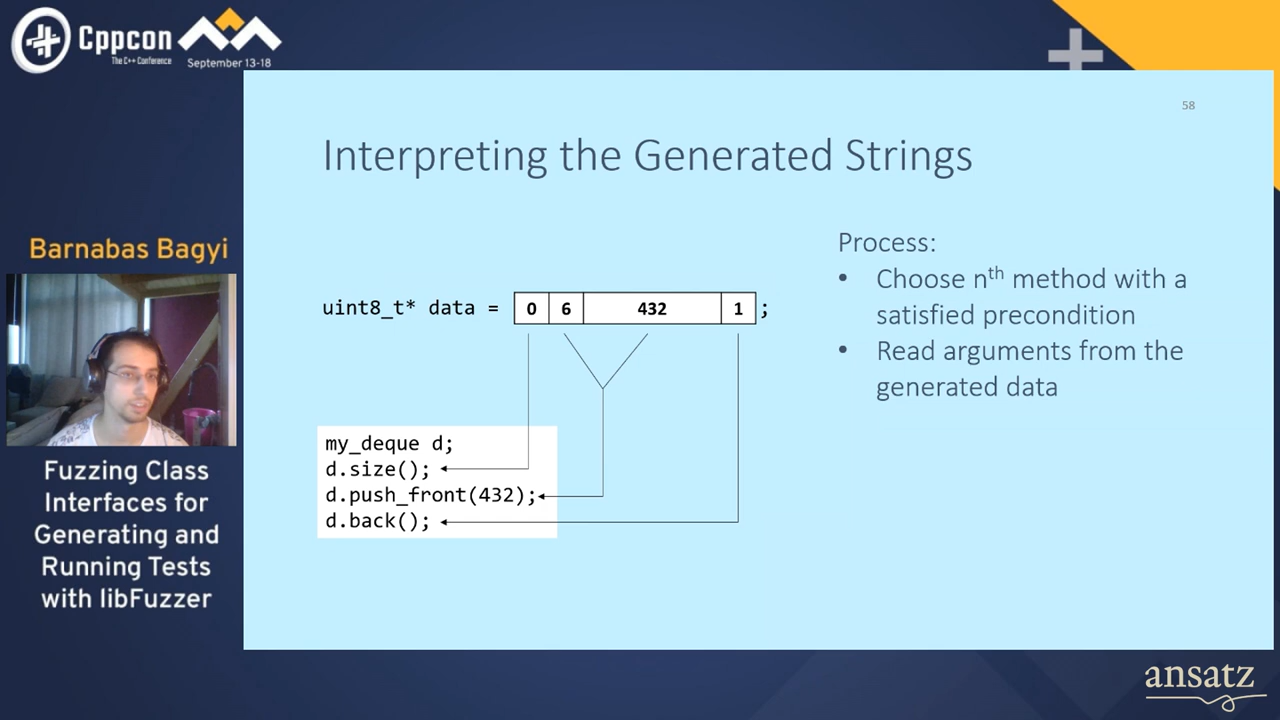 Cppcon
The C++ Conference
September 13-18
58
Interpreting the Generated Strings
Barnabas Bagyi
Fuzzing Class
Interfaces for
Generating and
Running Tests
with libFuzzer
uint8_t* data = 0 6 432 1 ;
my_deque d;
d.size();
d.push_front(432);
d.back();
Process:
• Choose nth method with a
satisfied precondition
• Read arguments from the
generated data
ansatz